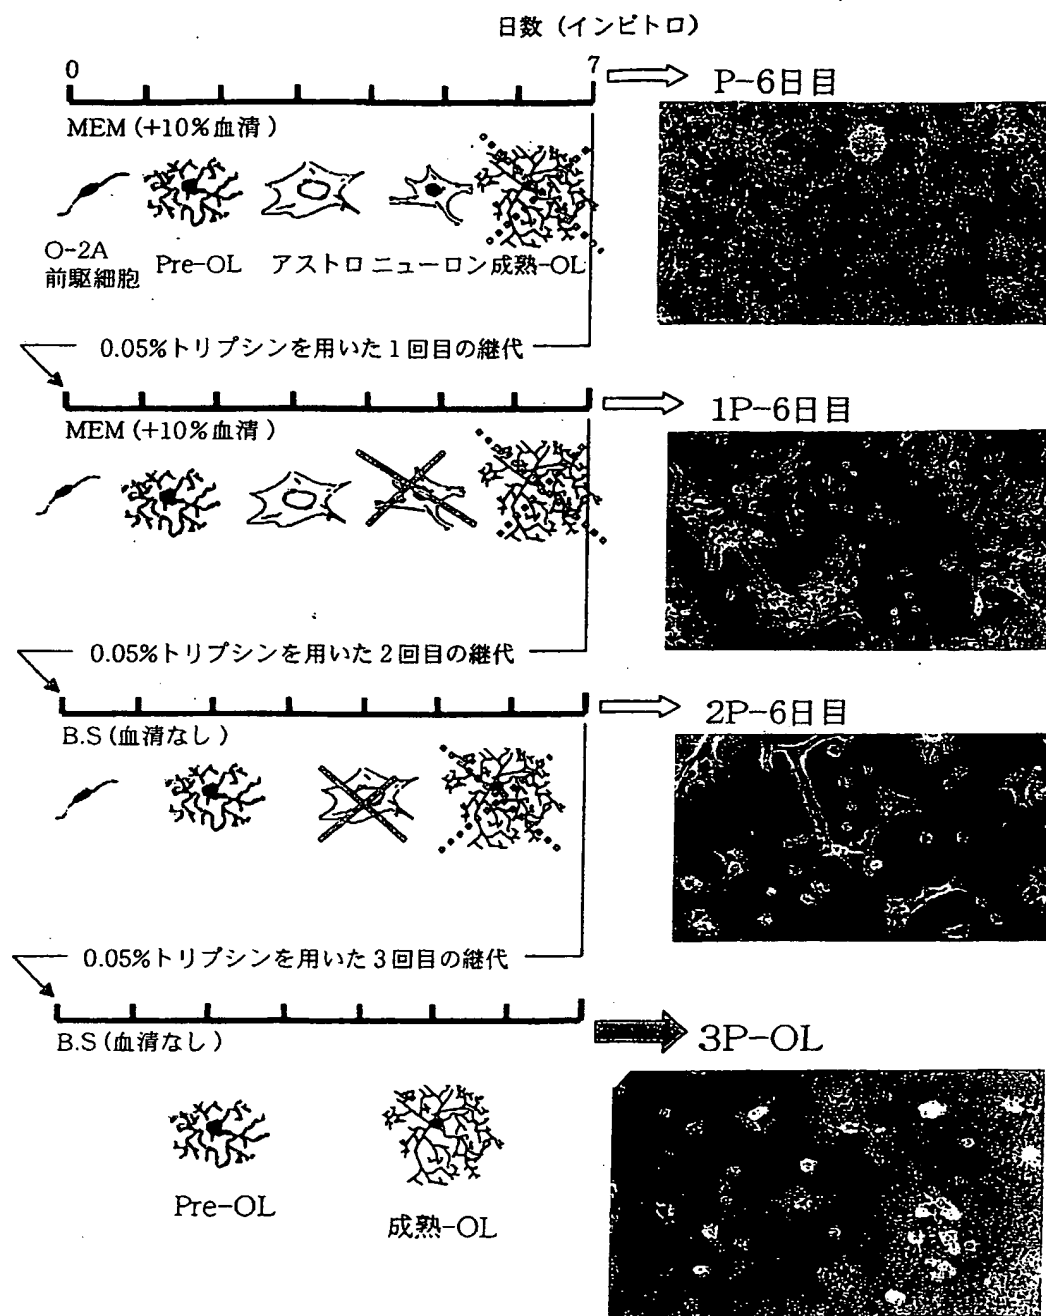 日数（インビトロ）
0
7
P-6日目
MEM (+10%血清)
O-2A
前駆細胞
Pre-OL
アストロ
ニューロン
成熟-OL
0.05%トリプシンを用いた1回目の継代
1P-6日目
MEM (+10%血清)
0.05%トリプシンを用いた2回目の継代
2P-6日目
B.S (血清なし)
0.05%トリプシンを用いた3回目の継代
3P-OL
B.S (血清なし)
Pre-OL
成熟-OL